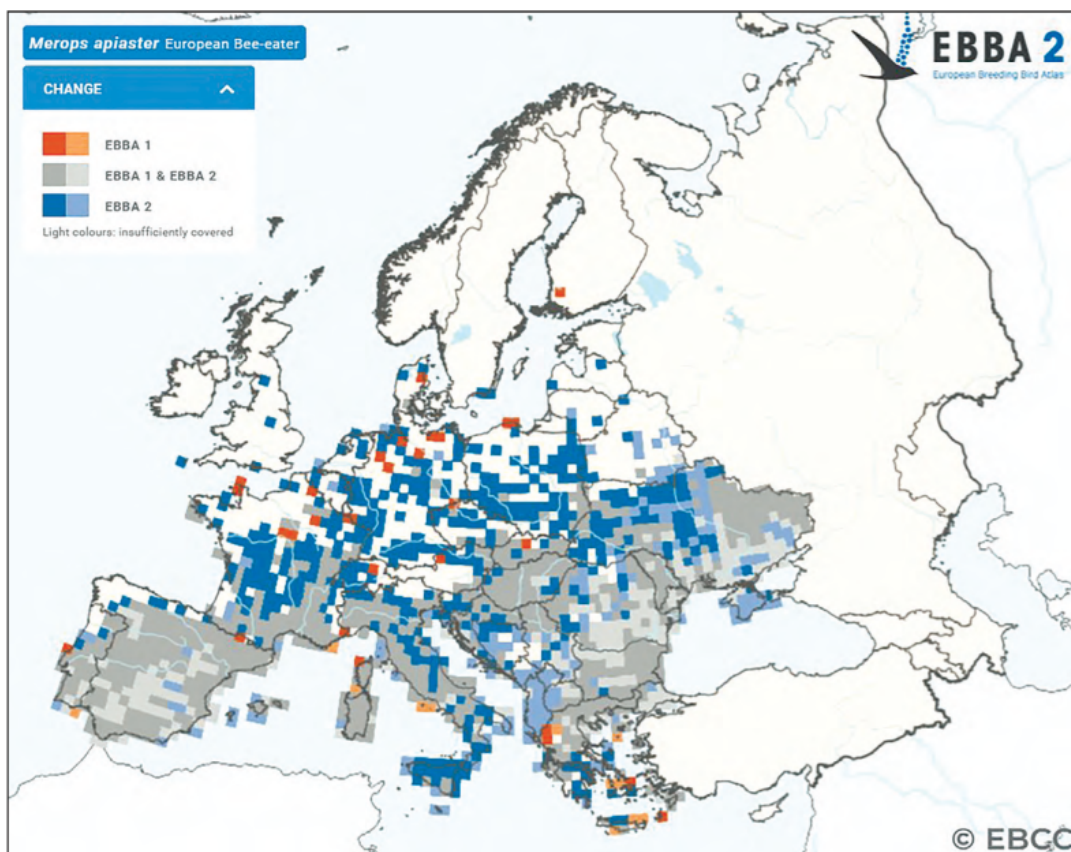 Merops apiaster European Bee-eater
EBBA 2
European Breeding Bird Atlas
CHANGE
EBBA 1
EBBA 1 & EBBA 2
EBBA 2
Light colours: insufficiently covered
© EBCC